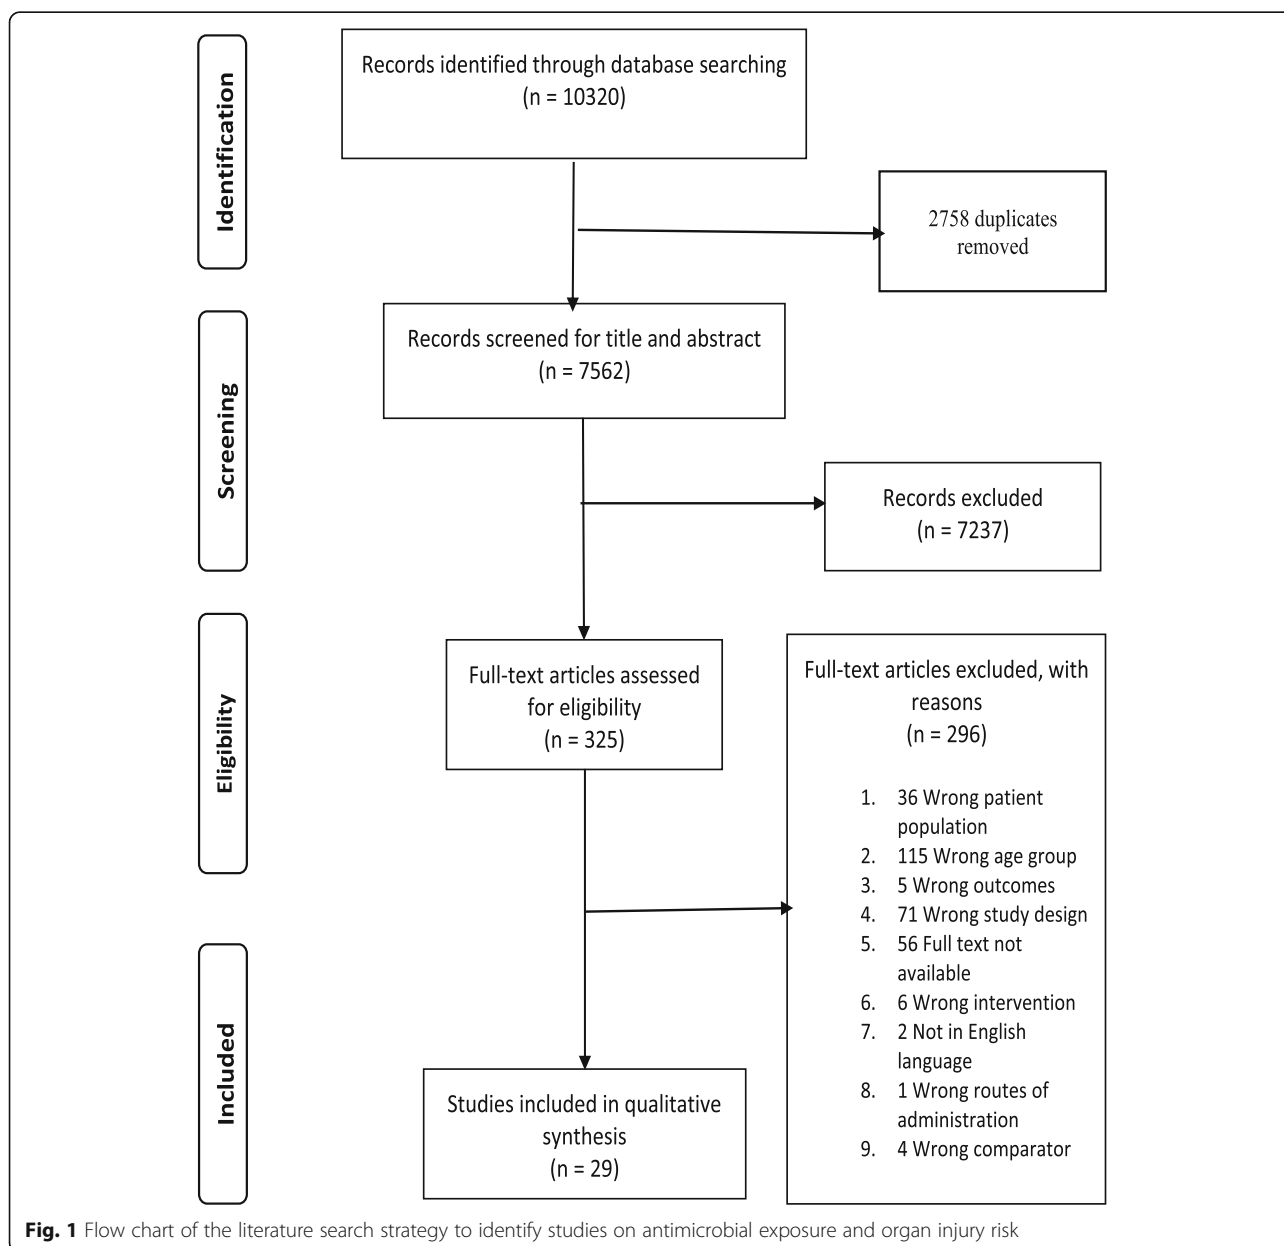 Identification
Records identified through database searching
(n = 10320)
2758 duplicates
removed
Screening
Records screened for title and abstract
(n = 7562)
Records excluded
(n = 7237)
Eligibility
Full-text articles assessed
for eligibility
(n = 325)
Full-text articles excluded, with
reasons
(n = 296)
1. 36 Wrong patient
population
2. 115 Wrong age group
3. 5 Wrong outcomes
4. 71 Wrong study design
5. 56 Full text not
available
6. 6 Wrong intervention
7. 2 Not in English
language
8. 1 Wrong routes of
administration
9. 4 Wrong comparator
Included
Studies included in qualitative
synthesis
(n = 29)
Fig. 1 Flow chart of the literature search strategy to identify studies on antimicrobial exposure and organ injury risk